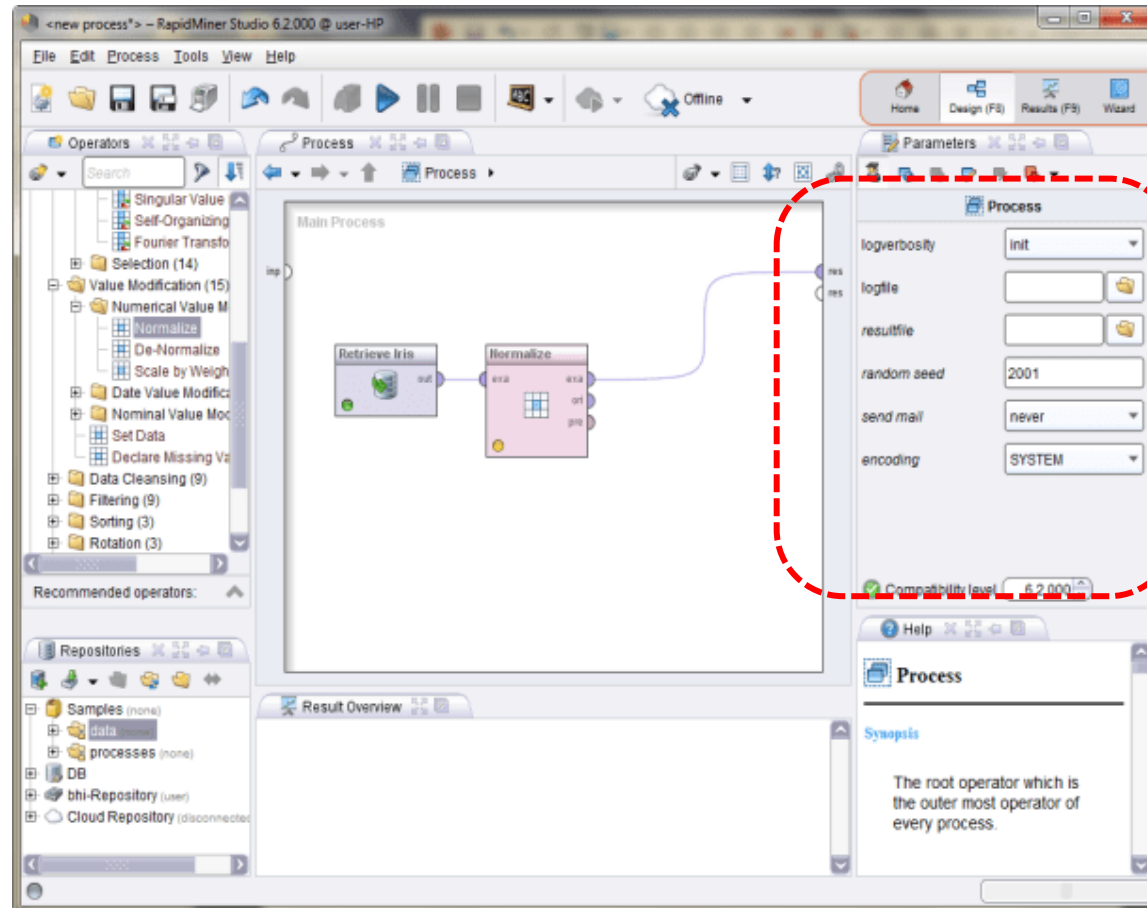 <new process*> – RapidMiner Studio 6.2.000 @ user-HP
File Edit Process Tools View Help
Offline
Home
Design (F8)
Results (F9)
Wizard
Operators
Search
Singular Value
Self-Organizing
Fourier Transfo
Selection (14)
Value Modification (15)
Numerical Value M
Normalize
De-Normalize
Scale by Weigh
Date Value Modifica
Nominal Value Moc
Set Data
Declare Missing Va
Data Cleansing (9)
Filtering (9)
Sorting (3)
Rotation (3)
Recommended operators:
Repositories
Samples (none)
data (none)
processes (none)
DB
bhi-Repository (user)
Cloud Repository (disconnected
Process
Process
Main Process
inp
res
res
Retrieve Iris
out
Normalize
exa
exa
ori
pre
Result Overview
Parameters
Process
logverbosity
init
logfile
resultfile
random seed
2001
send mail
never
encoding
SYSTEM
Compatibility level
6.2.000
Help
Process
Synopsis
The root operator which is
the outer most operator of
every process.